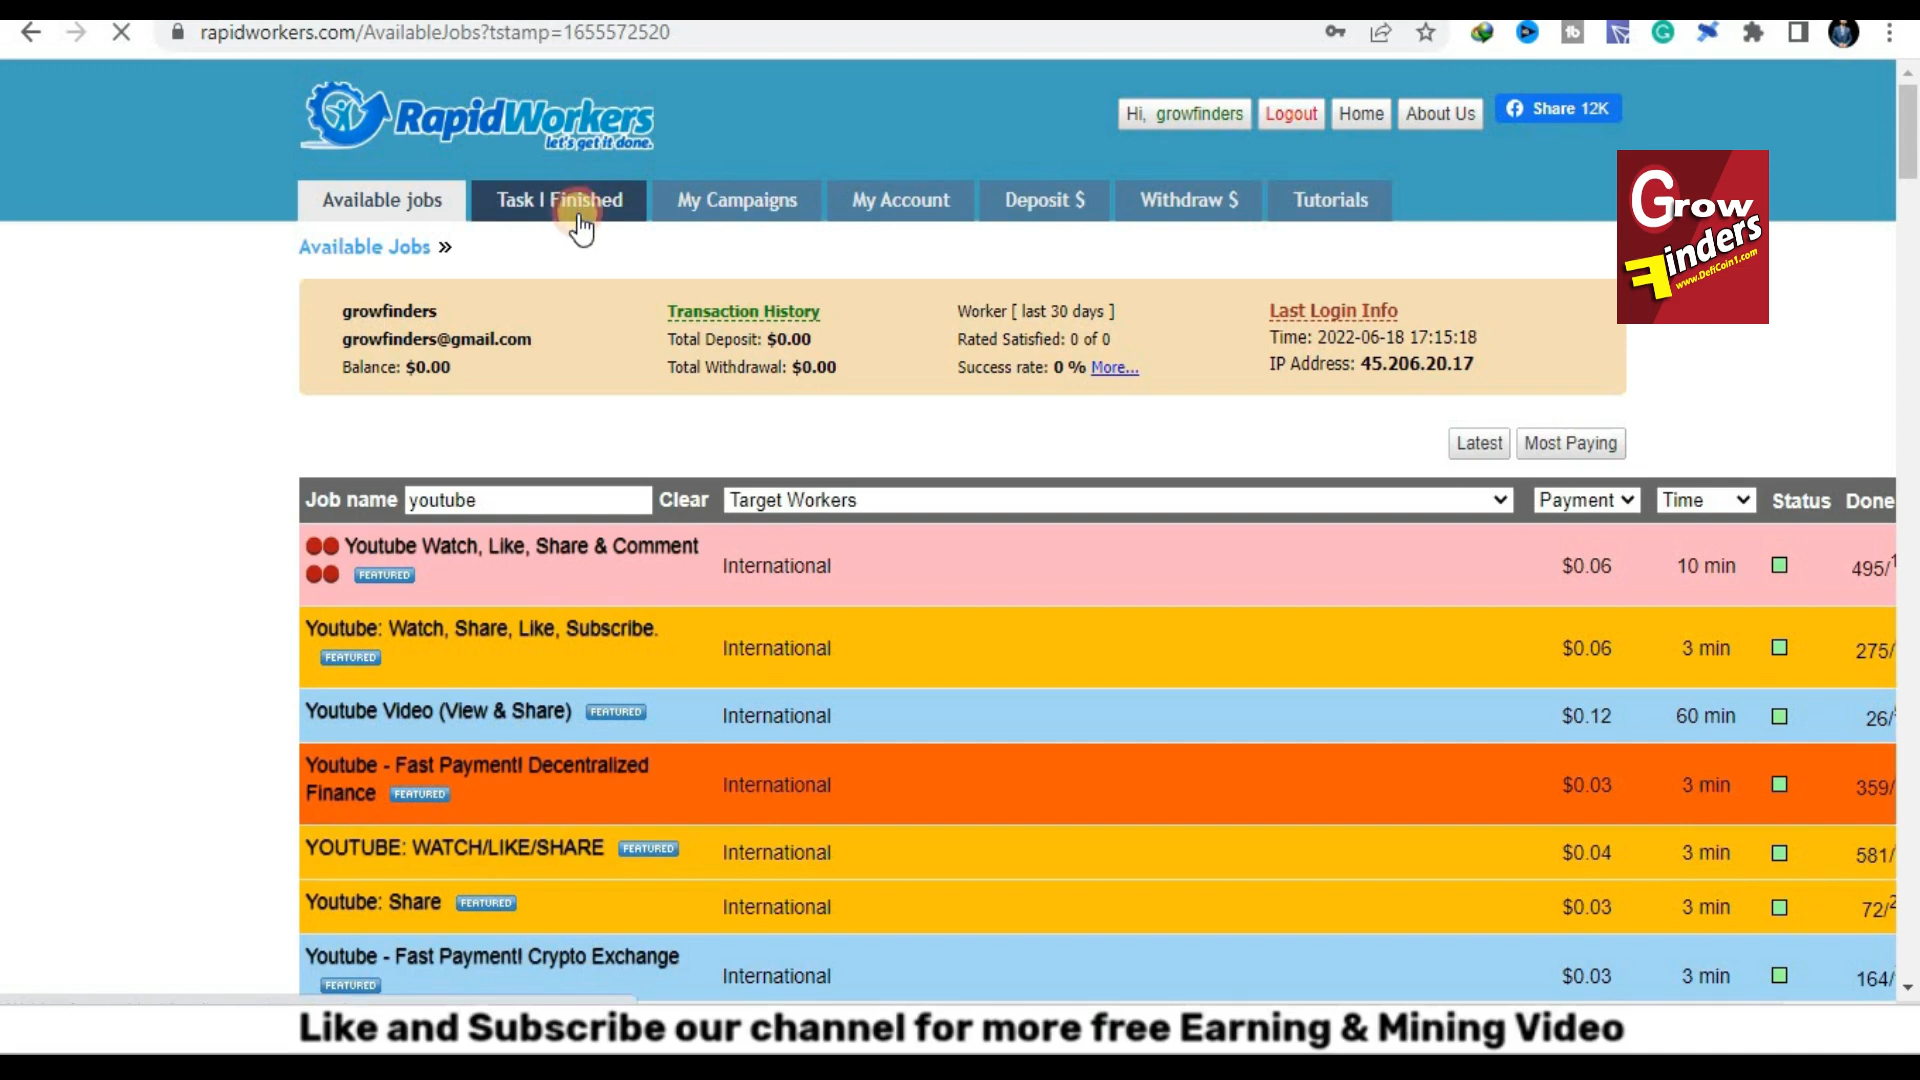 rapidworkers.com/AvailableJobs?tstamp=1655572520
RapidWorkers
let's get it done.
Hi, growfinders Logout Home About Us Share 12K
Available jobs Task I Finished My Campaigns My Account Deposit $ Withdraw $ Tutorials
Grow
Finders
www.DefiCoin1.com
Available Jobs »
growfinders Transaction History Worker [ last 30 days ] Last Login Info
growfinders@gmail.com Total Deposit: $0.00 Rated Satisfied: 0 of 0 Time: 2022-06-18 17:15:18
Balance: $0.00 Total Withdrawal: $0.00 Success rate: 0 % More... IP Address: 45.206.20.17
Latest Most Paying
Job name youtube Clear Target Workers Payment Time Status Done
Youtube Watch, Like, Share & Comment
FEATURED International $0.06 10 min 495/
Youtube: Watch, Share, Like, Subscribe.
FEATURED International $0.06 3 min 275/
Youtube Video (View & Share) FEATURED International $0.12 60 min 26/
Youtube - Fast Payment! Decentralized
Finance FEATURED International $0.03 3 min 359/
YOUTUBE: WATCH/LIKE/SHARE FEATURED International $0.04 3 min 581/
Youtube: Share FEATURED International $0.03 3 min 72/2
Youtube - Fast Payment! Crypto Exchange
FEATURED International $0.03 3 min 164/
Like and Subscribe our channel for more free Earning & Mining Video